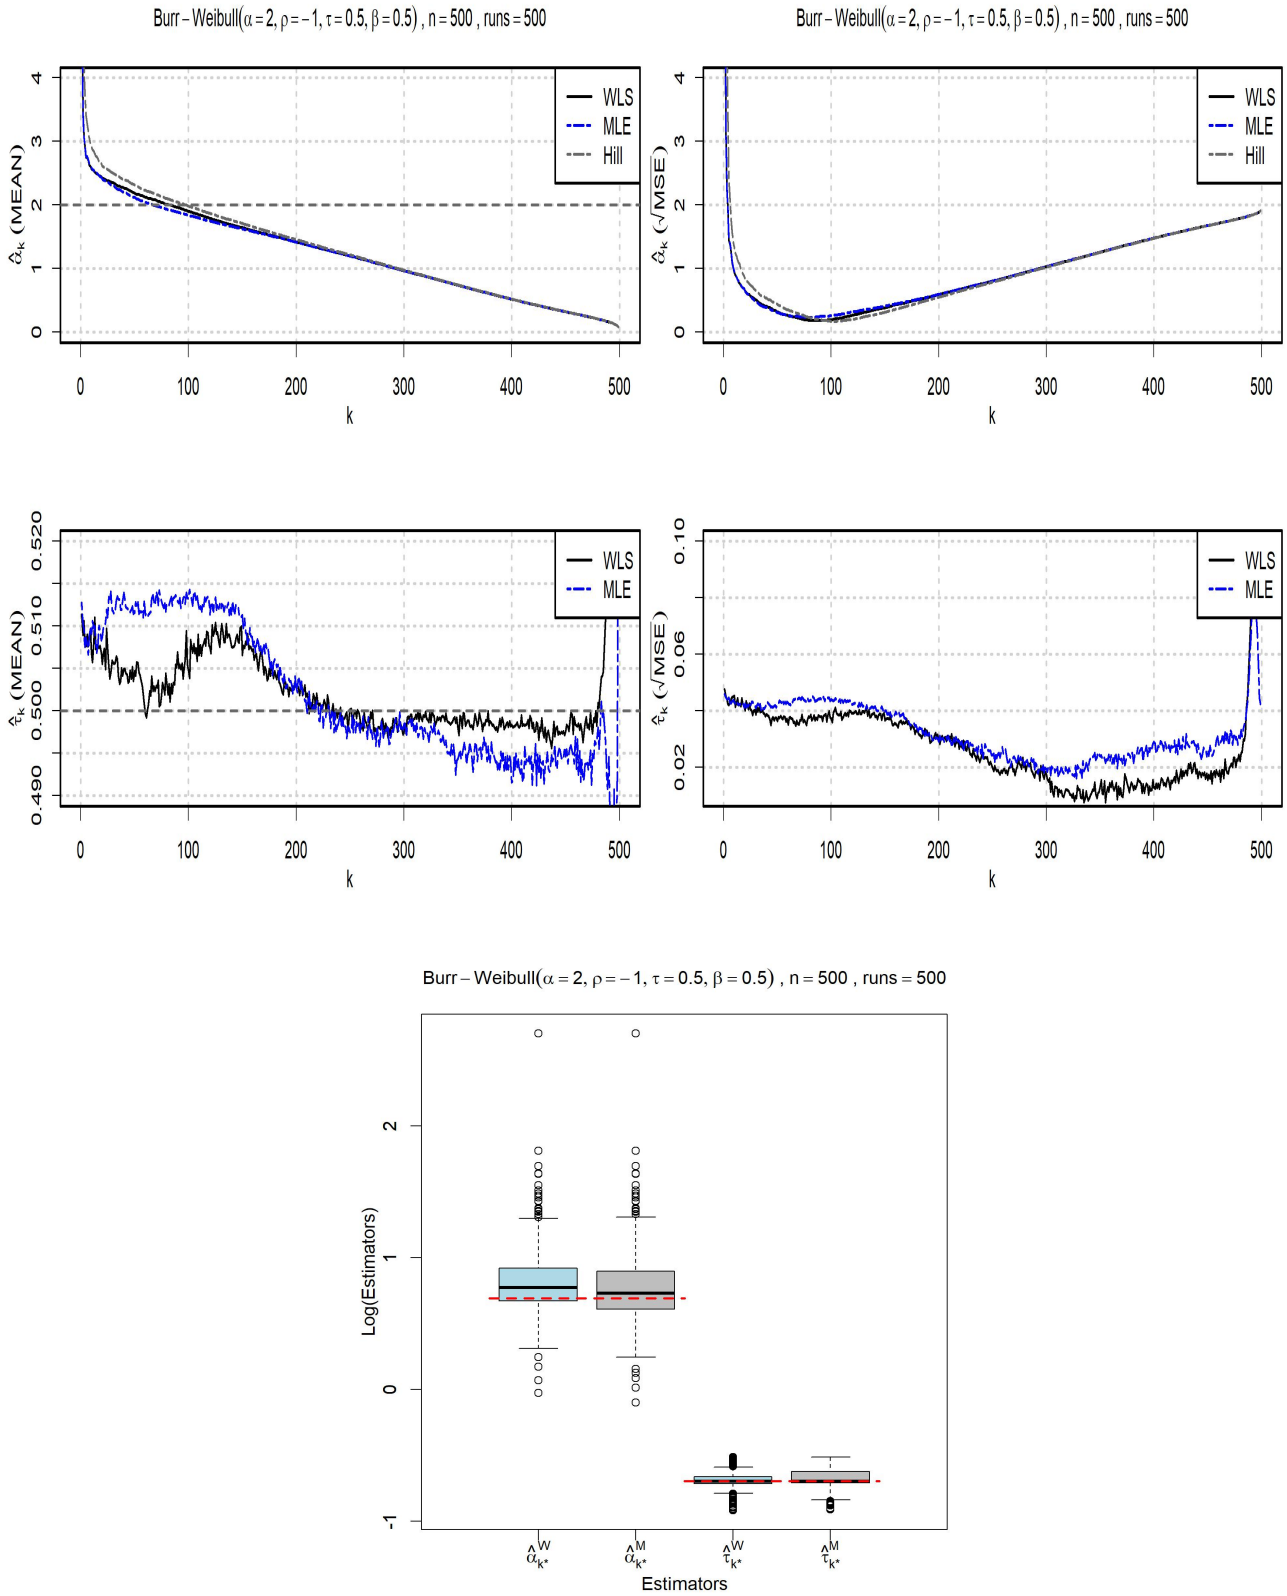 Burr – Weibull(α = 2, ρ = − 1, τ = 0.5, β = 0.5) , n = 500 , runs = 500
Burr – Weibull(α = 2, ρ = − 1, τ = 0.5, β = 0.5) , n = 500 , runs = 500
α̂k (MEAN)
4
3
2
1
0
WLS
MLE
Hill
0 100 200 300 400 500
k
α̂k (√MSE)
4
3
2
1
0
WLS
MLE
Hill
0 100 200 300 400 500
k
τ̂k (MEAN)
0.520
0.510
0.500
0.490
WLS
MLE
0 100 200 300 400 500
k
τ̂k (√MSE)
0.10
0.06
0.02
WLS
MLE
0 100 200 300 400 500
k
Burr – Weibull(α = 2, ρ = − 1, τ = 0.5, β = 0.5) , n = 500 , runs = 500
Log(Estimators)
2
1
0
-1
α̂k*W α̂k*M τ̂k*W τ̂k*M
Estimators